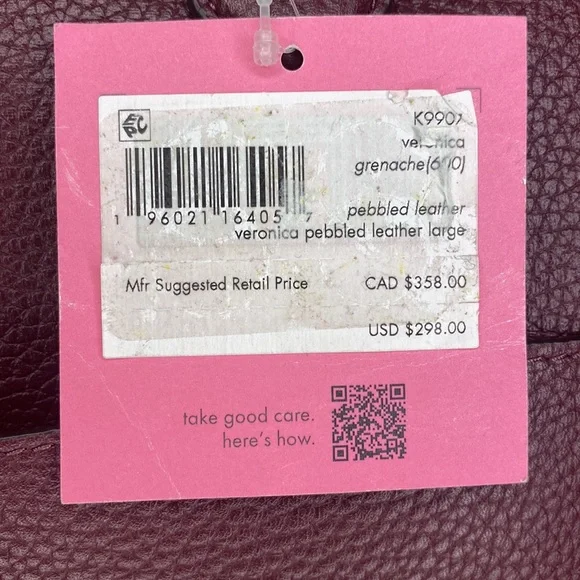 EPC
veronica
grenache(600)
1 96021 16405 7
pebbled leather
veronica pebbled leather large
Mfr Suggested Retail Price CAD $358.00
USD $298.00
take good care.
here's how.